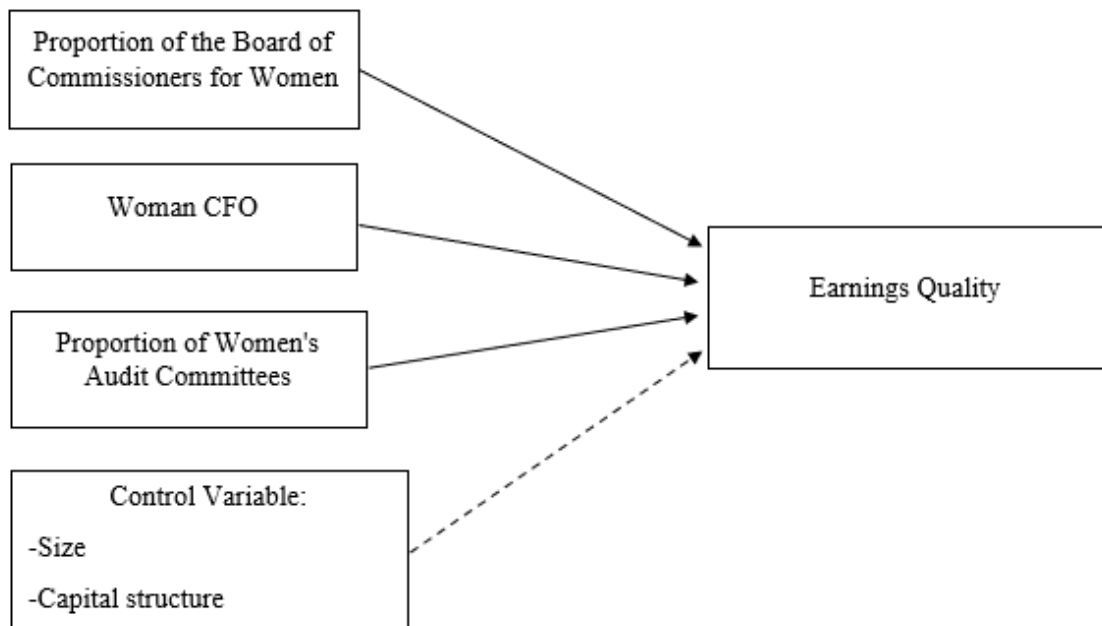 Proportion of the Board of
Commissioners for Women
Woman CFO
Proportion of Women's
Audit Committees
Control Variable:
-Size
-Capital structure
Earnings Quality